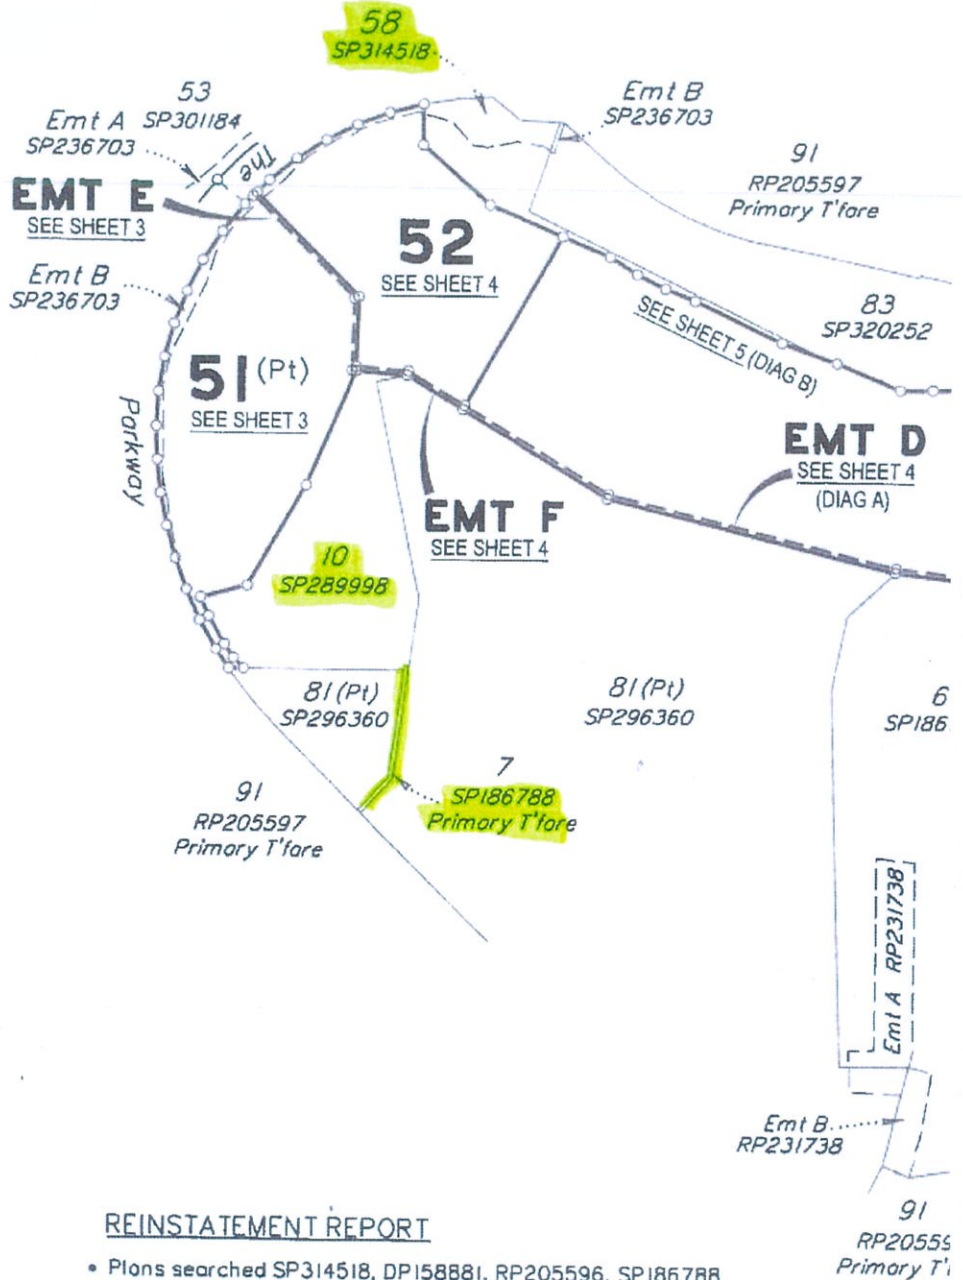 58
SP314518
53
Emt A SP301184
SP236703
The
Emt B
SP236703
91
RP205597
Primary T'fare
EMT E
SEE SHEET 3
52
SEE SHEET 4
Emt B
SP236703
83
SP320252
SEE SHEET 5 (DIAG B)
51 (Pt)
SEE SHEET 3
Parkway
EMT D
SEE SHEET 4
(DIAG A)
EMT F
SEE SHEET 4
10
SP289998
81(Pt)
SP296360
81(Pt)
SP296360
6
SP186
7
SP186788
Primary T'fare
91
RP205597
Primary T'fare
Emt A RP231738
Emt B
RP231738
91
RP20559
Primary T'
REINSTATEMENT REPORT
• Plans searched SP314518, DP158881, RP205596, SP186788